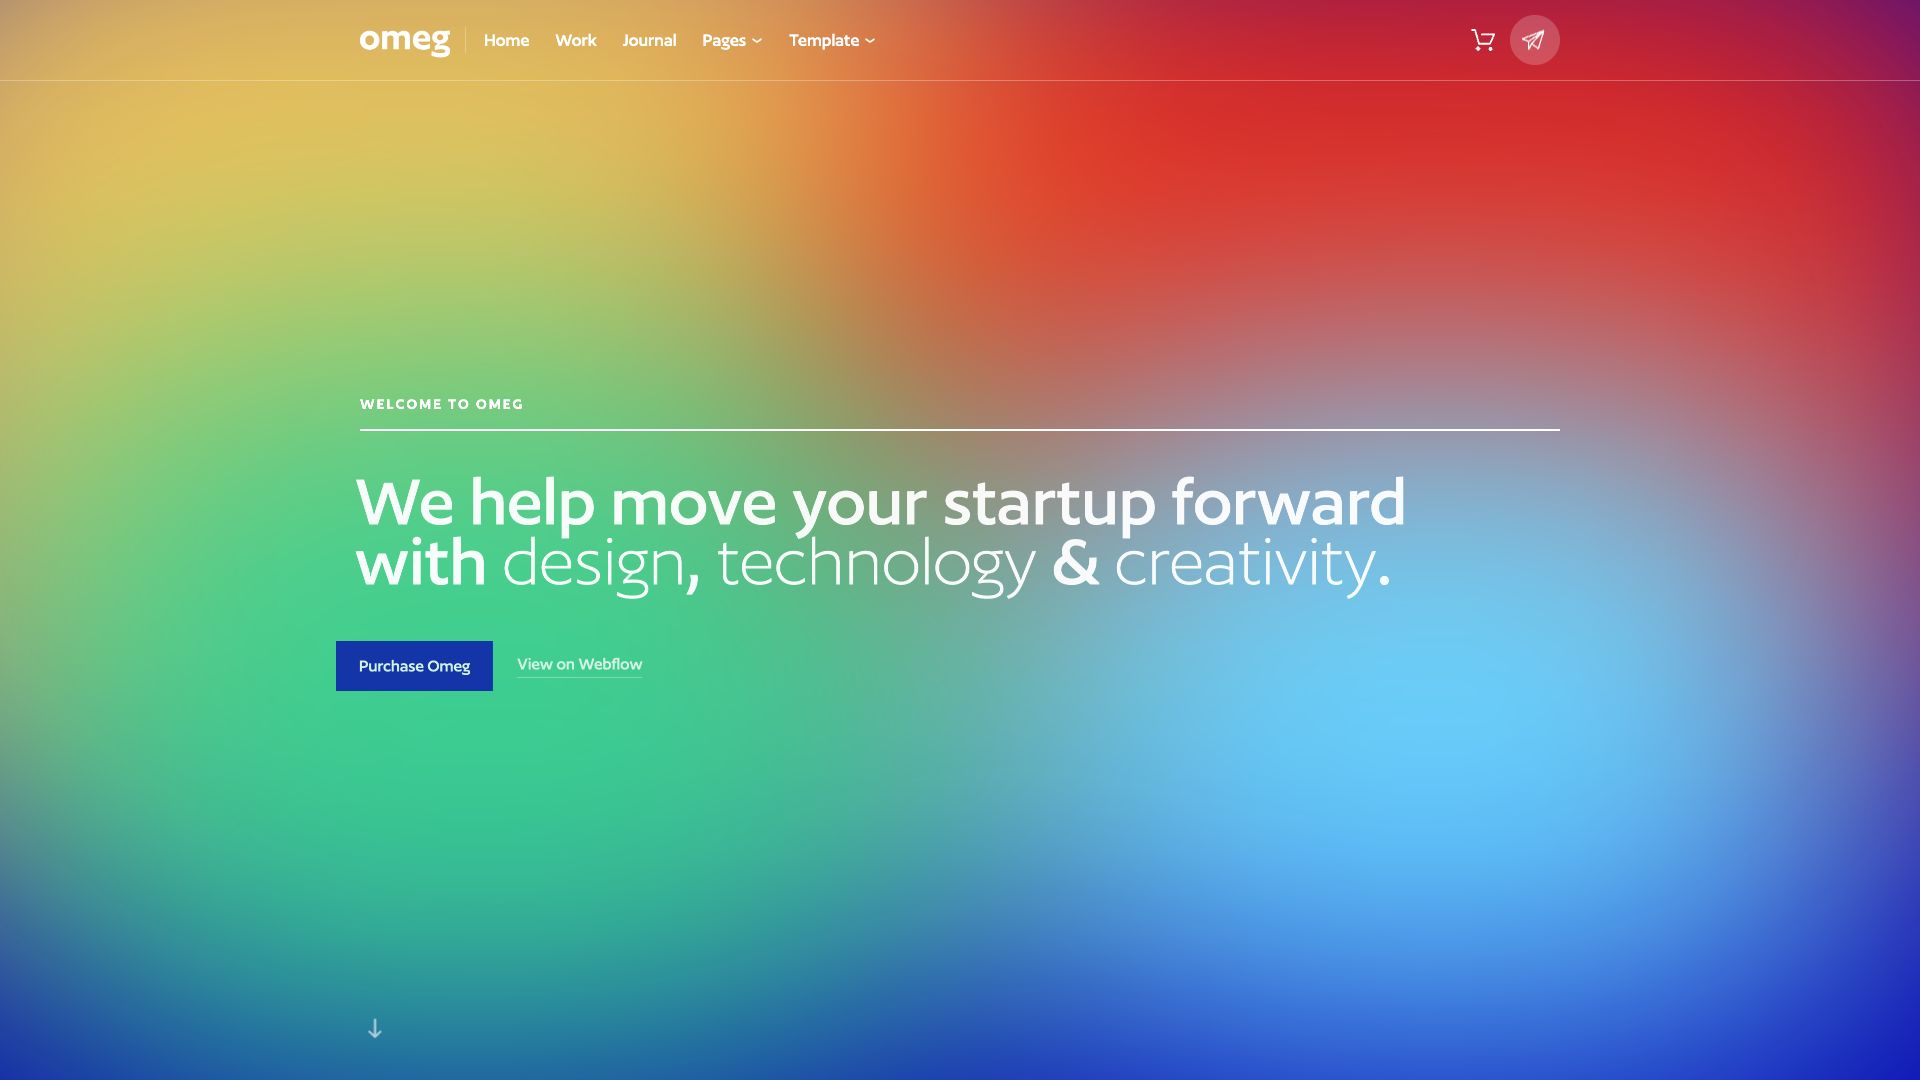 omeg
Home Work Journal Pages Template
WELCOME TO OMEG
We help move your startup forward
with design, technology & creativity.
Purchase Omeg View on Webflow